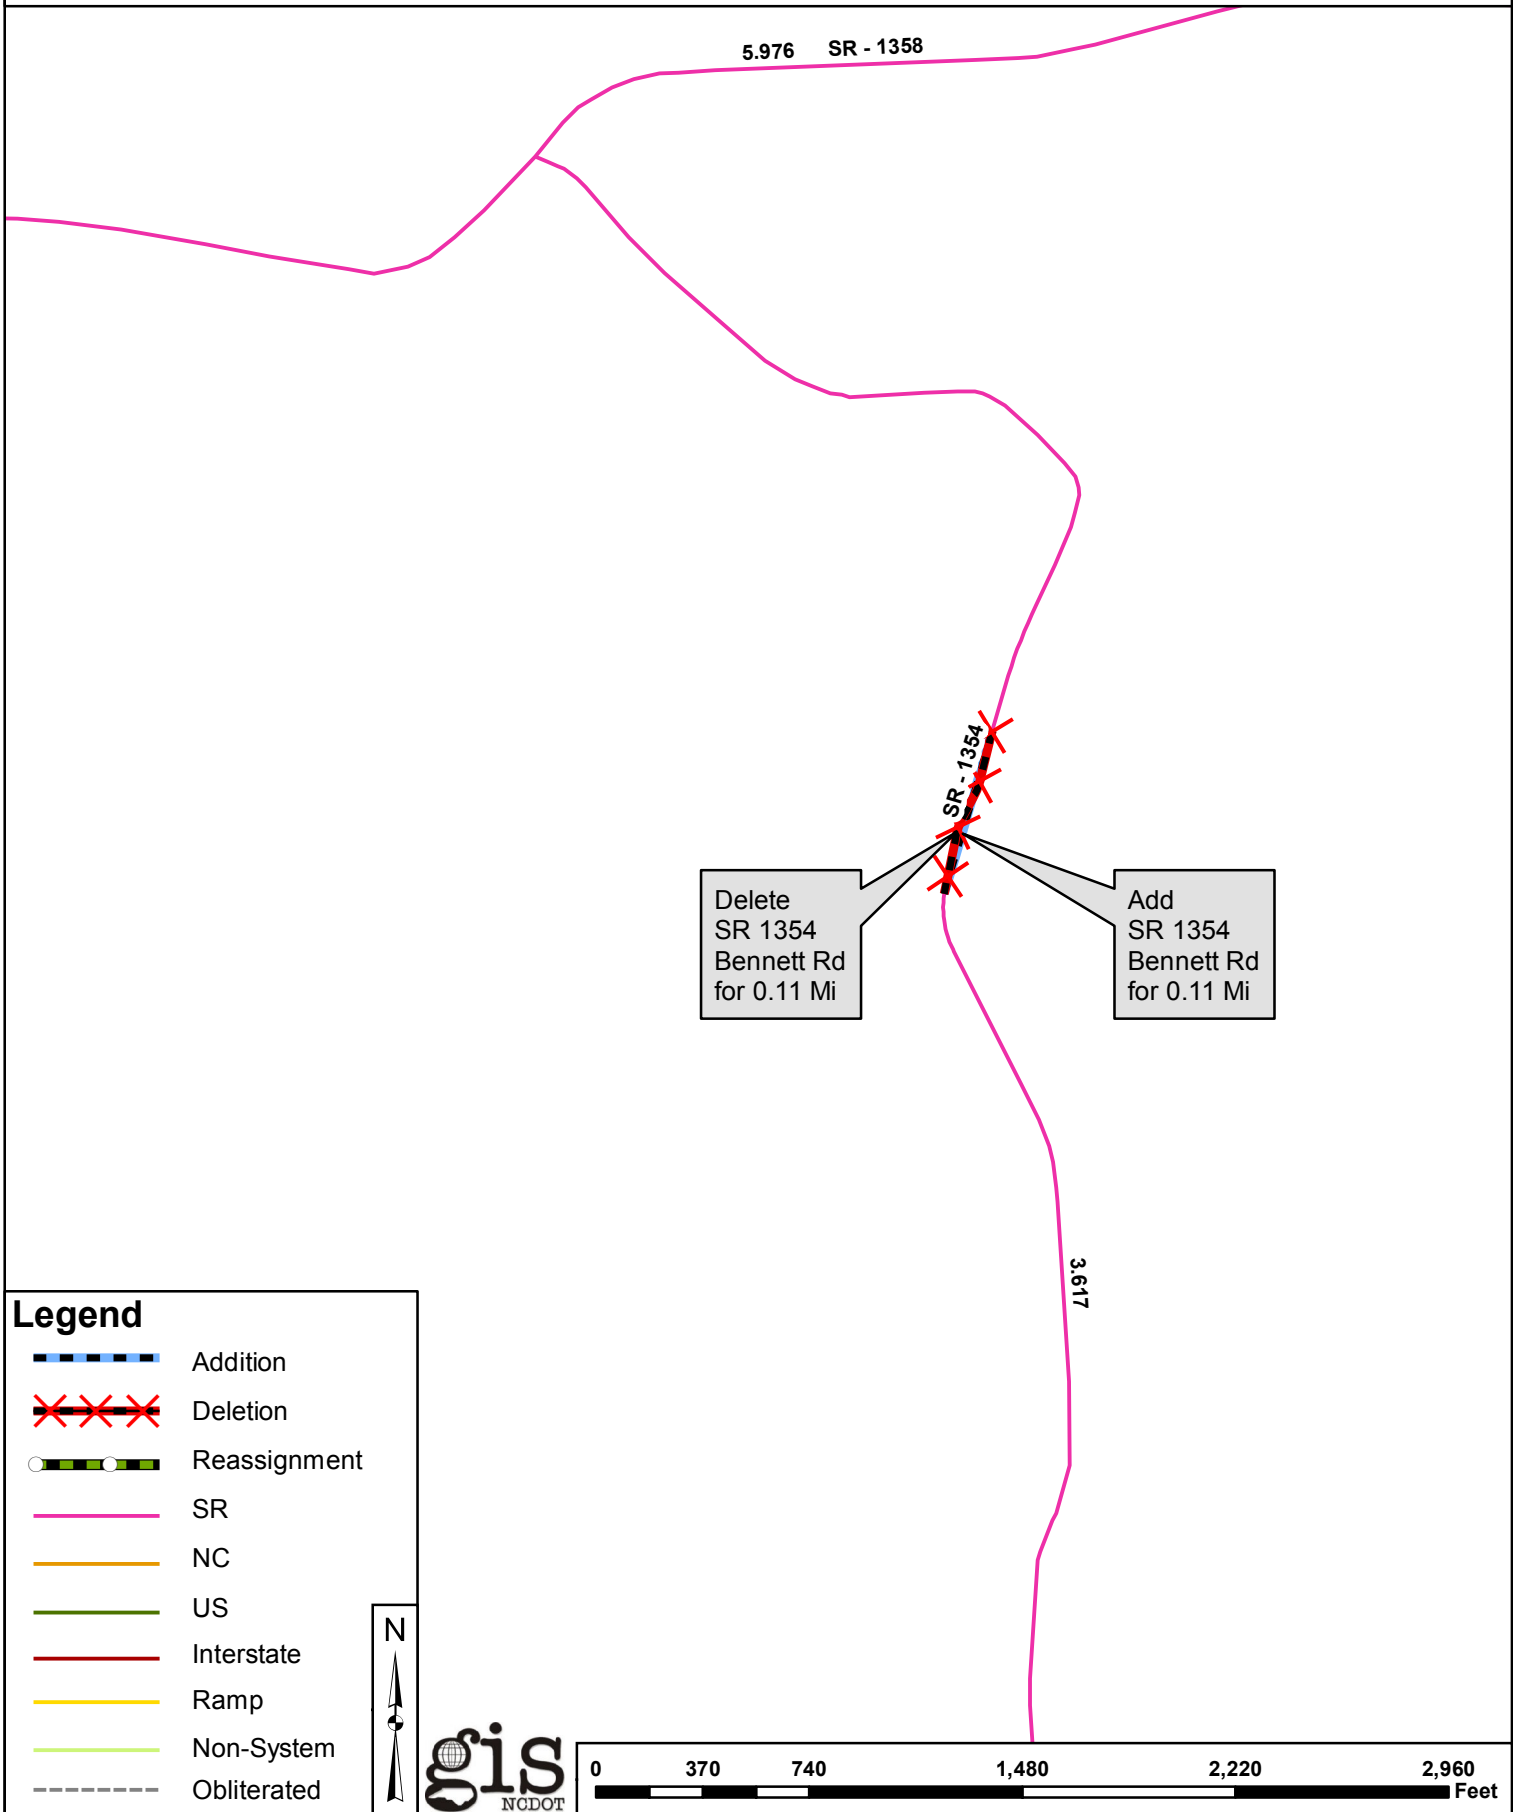 5.976 SR - 1358
SR - 1354
Delete
SR 1354
Bennett Rd
for 0.11 Mi
Add
SR 1354
Bennett Rd
for 0.11 Mi
3.617
Legend
Addition
Deletion
Reassignment
SR
NC
US
Interstate
Ramp
Non-System
Obliterated
N
gis
NCDOT
0 370 740 1,480 2,220 2,960
Feet